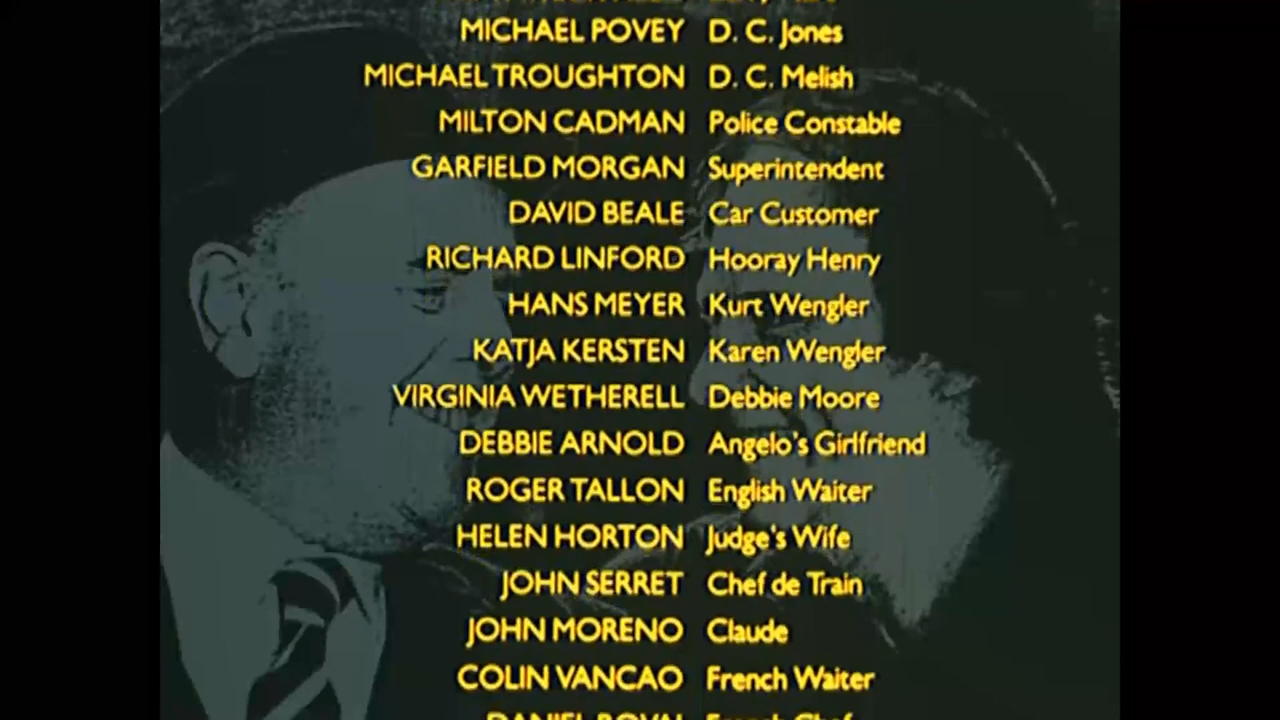 MICHAEL POVEY D. C. Jones
MICHAEL TROUGHTON D. C. Melish
MILTON CADMAN Police Constable
GARFIELD MORGAN Superintendent
DAVID BEALE Car Customer
RICHARD LINFORD Hooray Henry
HANS MEYER Kurt Wengler
KATJA KERSTEN Karen Wengler
VIRGINIA WETHERELL Debbie Moore
DEBBIE ARNOLD Angelo's Girlfriend
ROGER TALLON English Waiter
HELEN HORTON Judge's Wife
JOHN SERRET Chef de Train
JOHN MORENO Claude
COLIN VANCAO French Waiter
French Chef